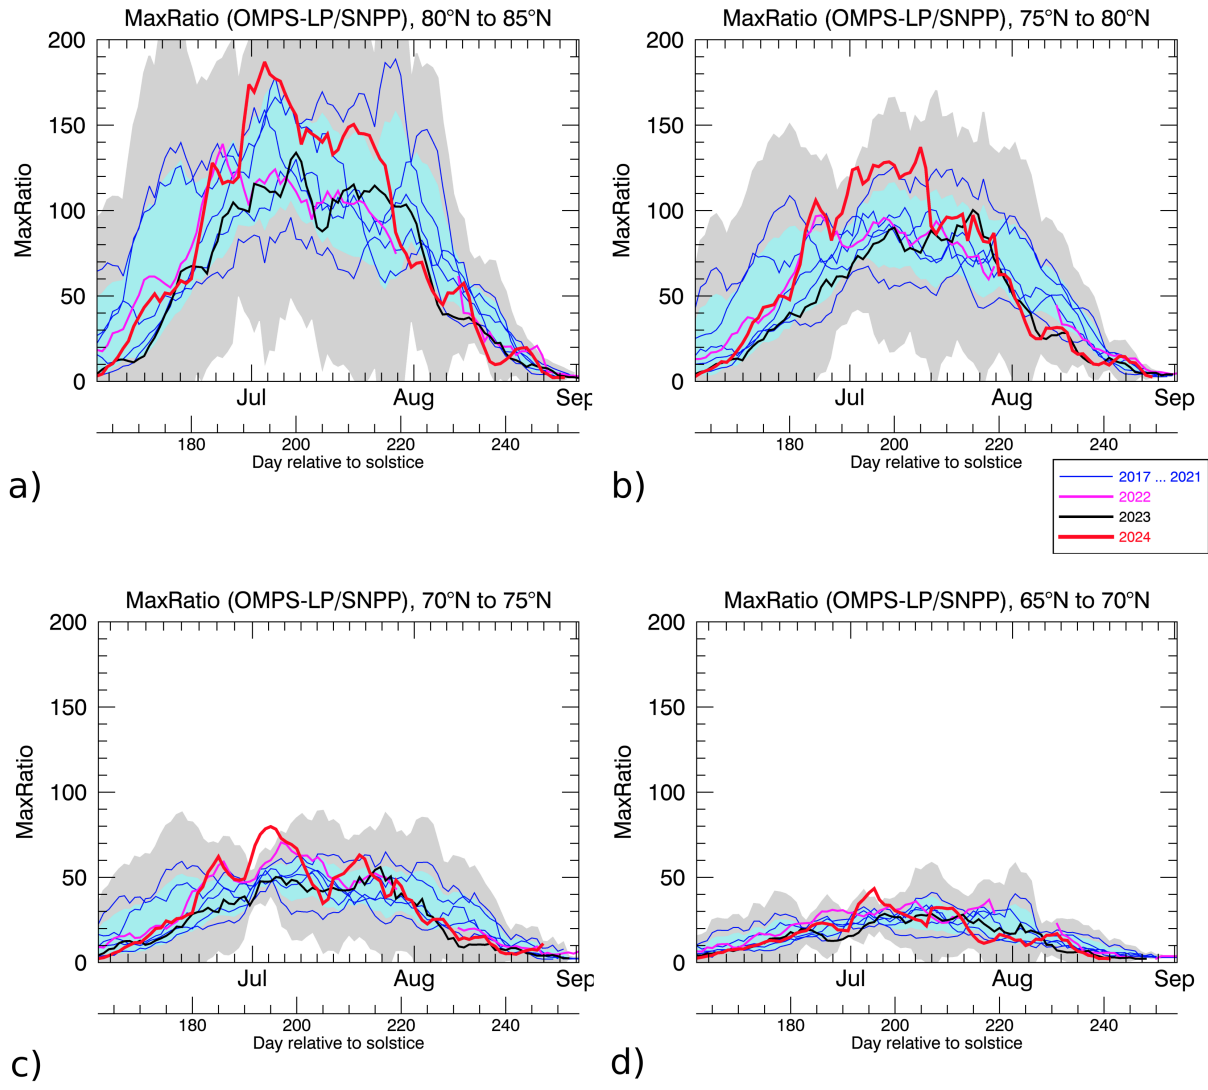 MaxRatio (OMPS-LP/SNPP), 80°N to 85°N
200
150
100
50
0
MaxRatio
Jul Aug Sep
180 200 220 240
Day relative to solstice
a)
MaxRatio (OMPS-LP/SNPP), 75°N to 80°N
200
150
100
50
0
MaxRatio
Jul Aug Sep
180 200 220 240
Day relative to solstice
b)
2017 ... 2021
2022
2023
2024
MaxRatio (OMPS-LP/SNPP), 70°N to 75°N
200
150
100
50
0
MaxRatio
Jul Aug Sep
180 200 220 240
Day relative to solstice
c)
MaxRatio (OMPS-LP/SNPP), 65°N to 70°N
200
150
100
50
0
MaxRatio
Jul Aug Sep
180 200 220 240
Day relative to solstice
d)